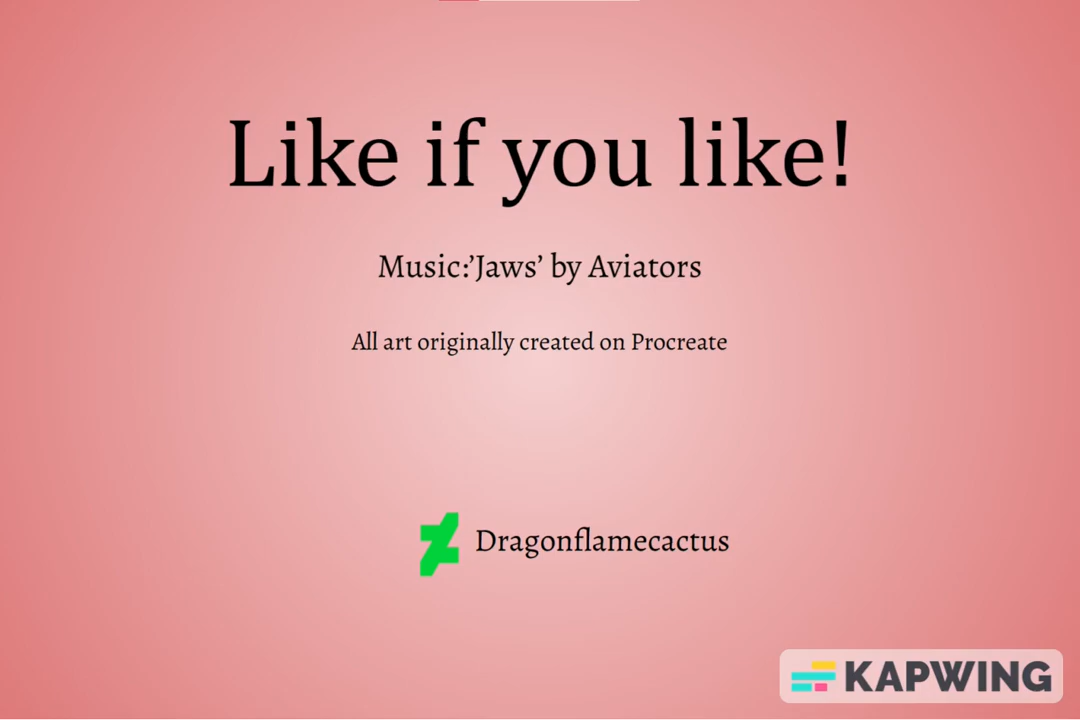 Like if you like!
Music:’Jaws’ by Aviators
All art originally created on Procreate
Dragonflamecactus
KAPWING